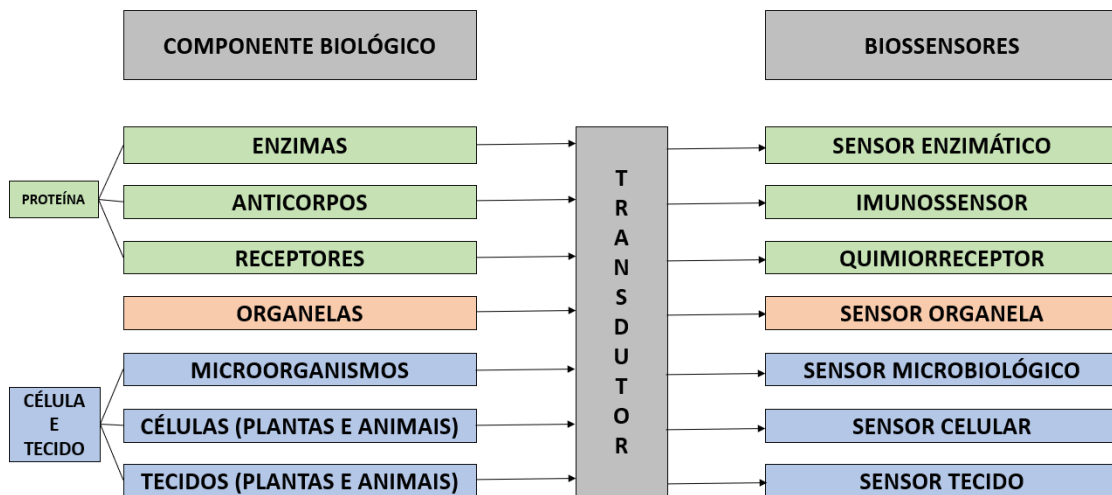 COMPONENTE BIOLÓGICO
BIOSSENSORES
PROTEÍNA
ENZIMAS
ANTICORPOS
RECEPTORES
ORGANELAS
CÉLULA
E
TECIDO
MICROORGANISMOS
CÉLULAS (PLANTAS E ANIMAIS)
TECIDOS (PLANTAS E ANIMAIS)
T
R
A
N
S
D
U
T
O
R
SENSOR ENZIMÁTICO
IMUNOSSENSOR
QUIMIORRECEPTOR
SENSOR ORGANELA
SENSOR MICROBIOLÓGICO
SENSOR CELULAR
SENSOR TECIDO